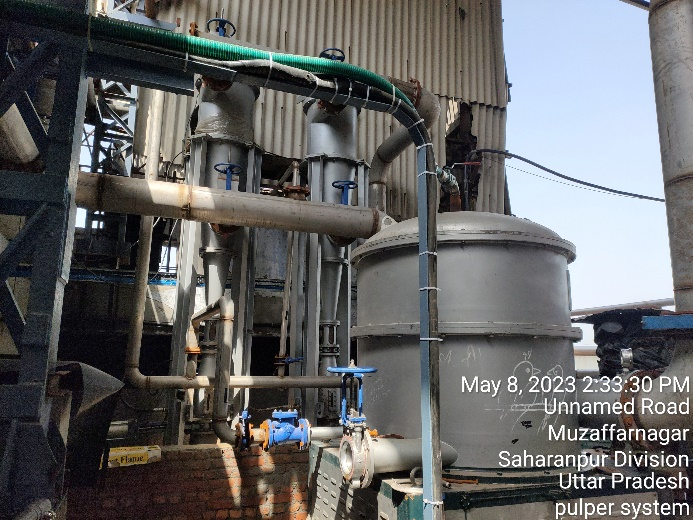 May 8, 2023 2:33:30 PM
Unnamed Road
Muzaffarnagar
Saharanpur Division
Uttar Pradesh
pulper system